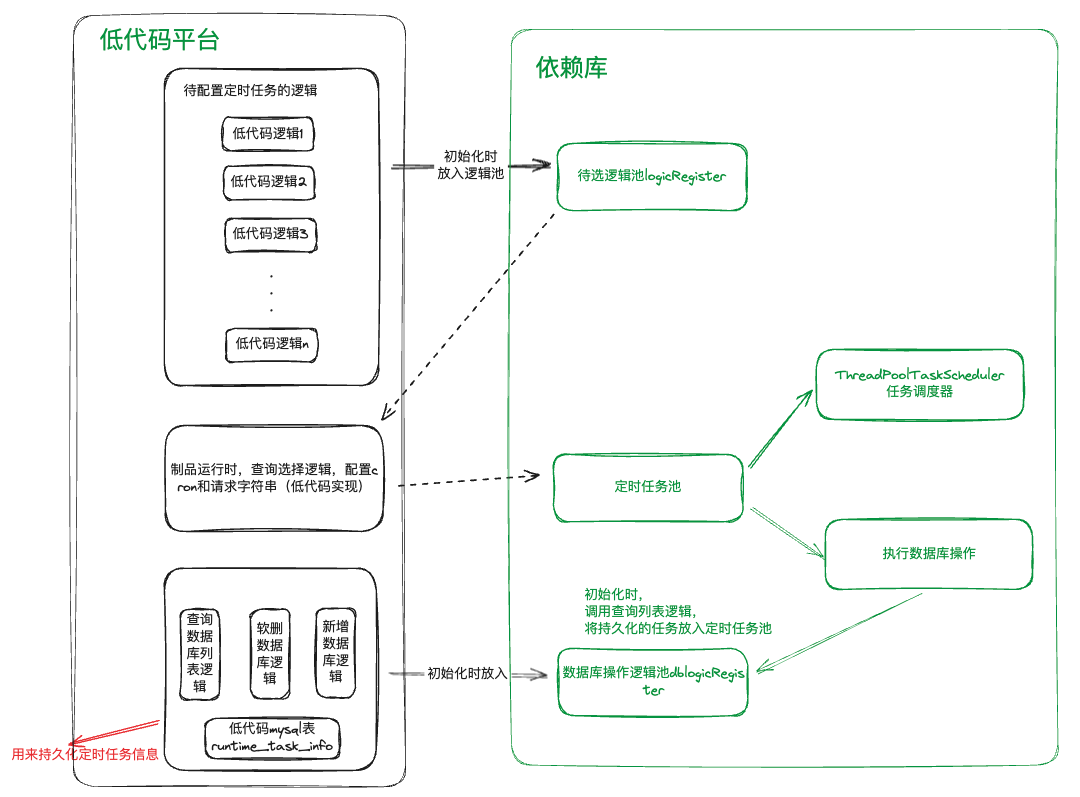 低代码平台
待配置定时任务的逻辑
低代码逻辑1
低代码逻辑2
低代码逻辑3
低代码逻辑n
初始化时
放入逻辑池
依赖库
待选逻辑池logicRegister
制品运行时，查询选择逻辑，配置c
ron和请求字符串（低代码实现）
定时任务池
ThreadPoolTaskScheduler
任务调度器
执行数据库操作
初始化时，
调用查询列表逻辑，
将持久化的任务放入定时任务池
查询
数据
库列
表逻
辑
软删
数据
库逻
辑
新增
数据
库逻
辑
低代码mysql表
runtime_task_info
初始化时放入
数据库操作逻辑池dblogicRegis
ter
用来持久化定时任务信息